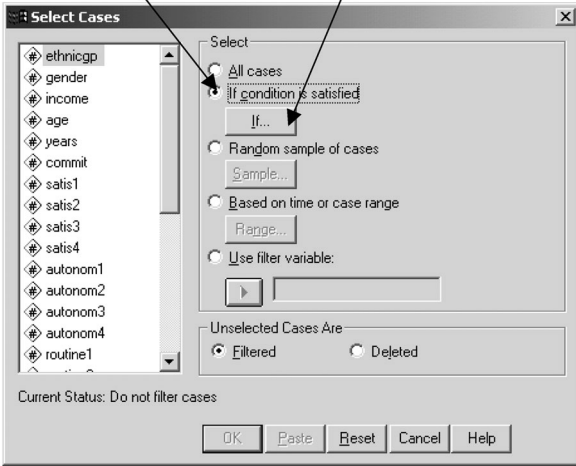 Select Cases
ethnicgp
gender
income
age
years
commit
satis1
satis2
satis3
satis4
autonom1
autonom2
autonom3
autonom4
routine1
Select
All cases
If condition is satisfied
If...
Random sample of cases
Sample...
Based on time or case range
Range...
Use filter variable:
Unselected Cases Are
Filtered Deleted
Current Status: Do not filter cases
OK Paste Reset Cancel Help